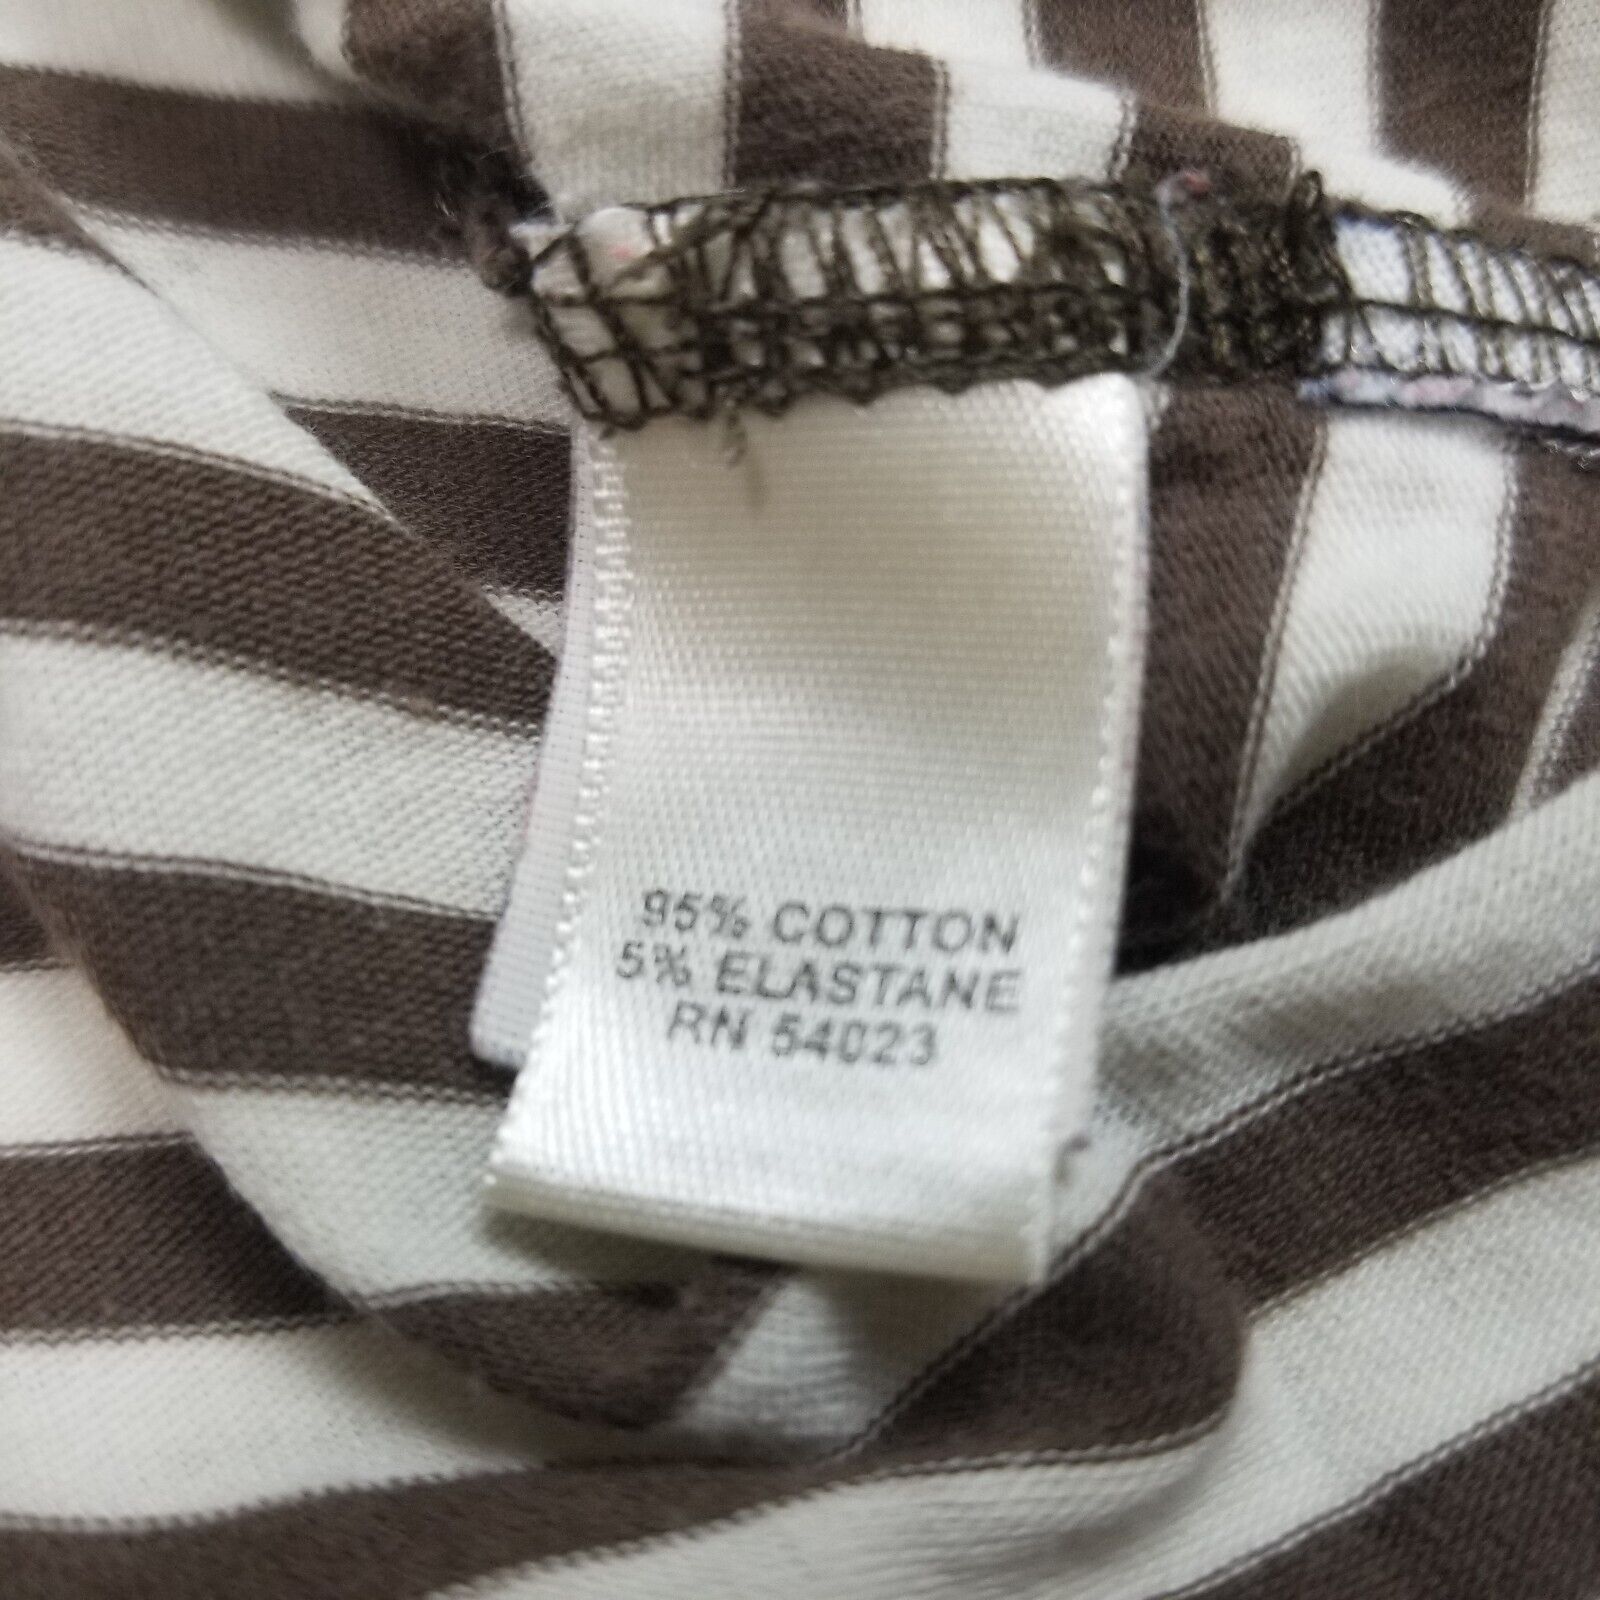 95% COTTON
5% ELASTANE
RN 54023